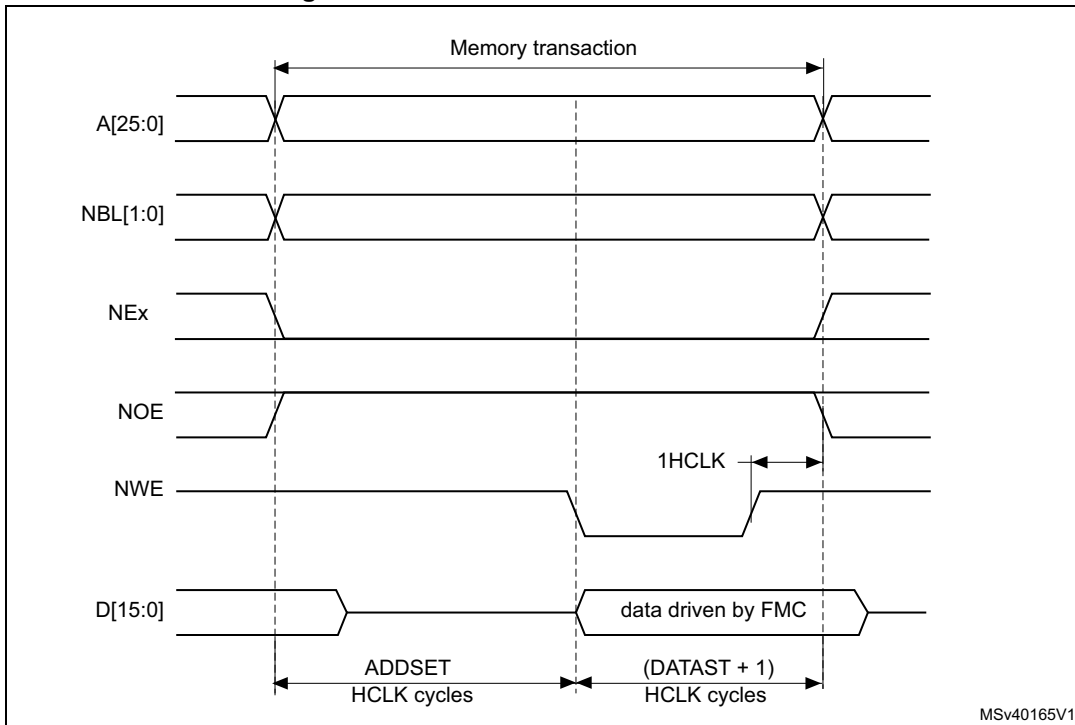 Memory transaction
A[25:0]
NBL[1:0]
NEx
NOE
1HCLK
NWE
D[15:0]
data driven by FMC
ADDSET
HCLK cycles
(DATAST + 1)
HCLK cycles
MSv40165V1